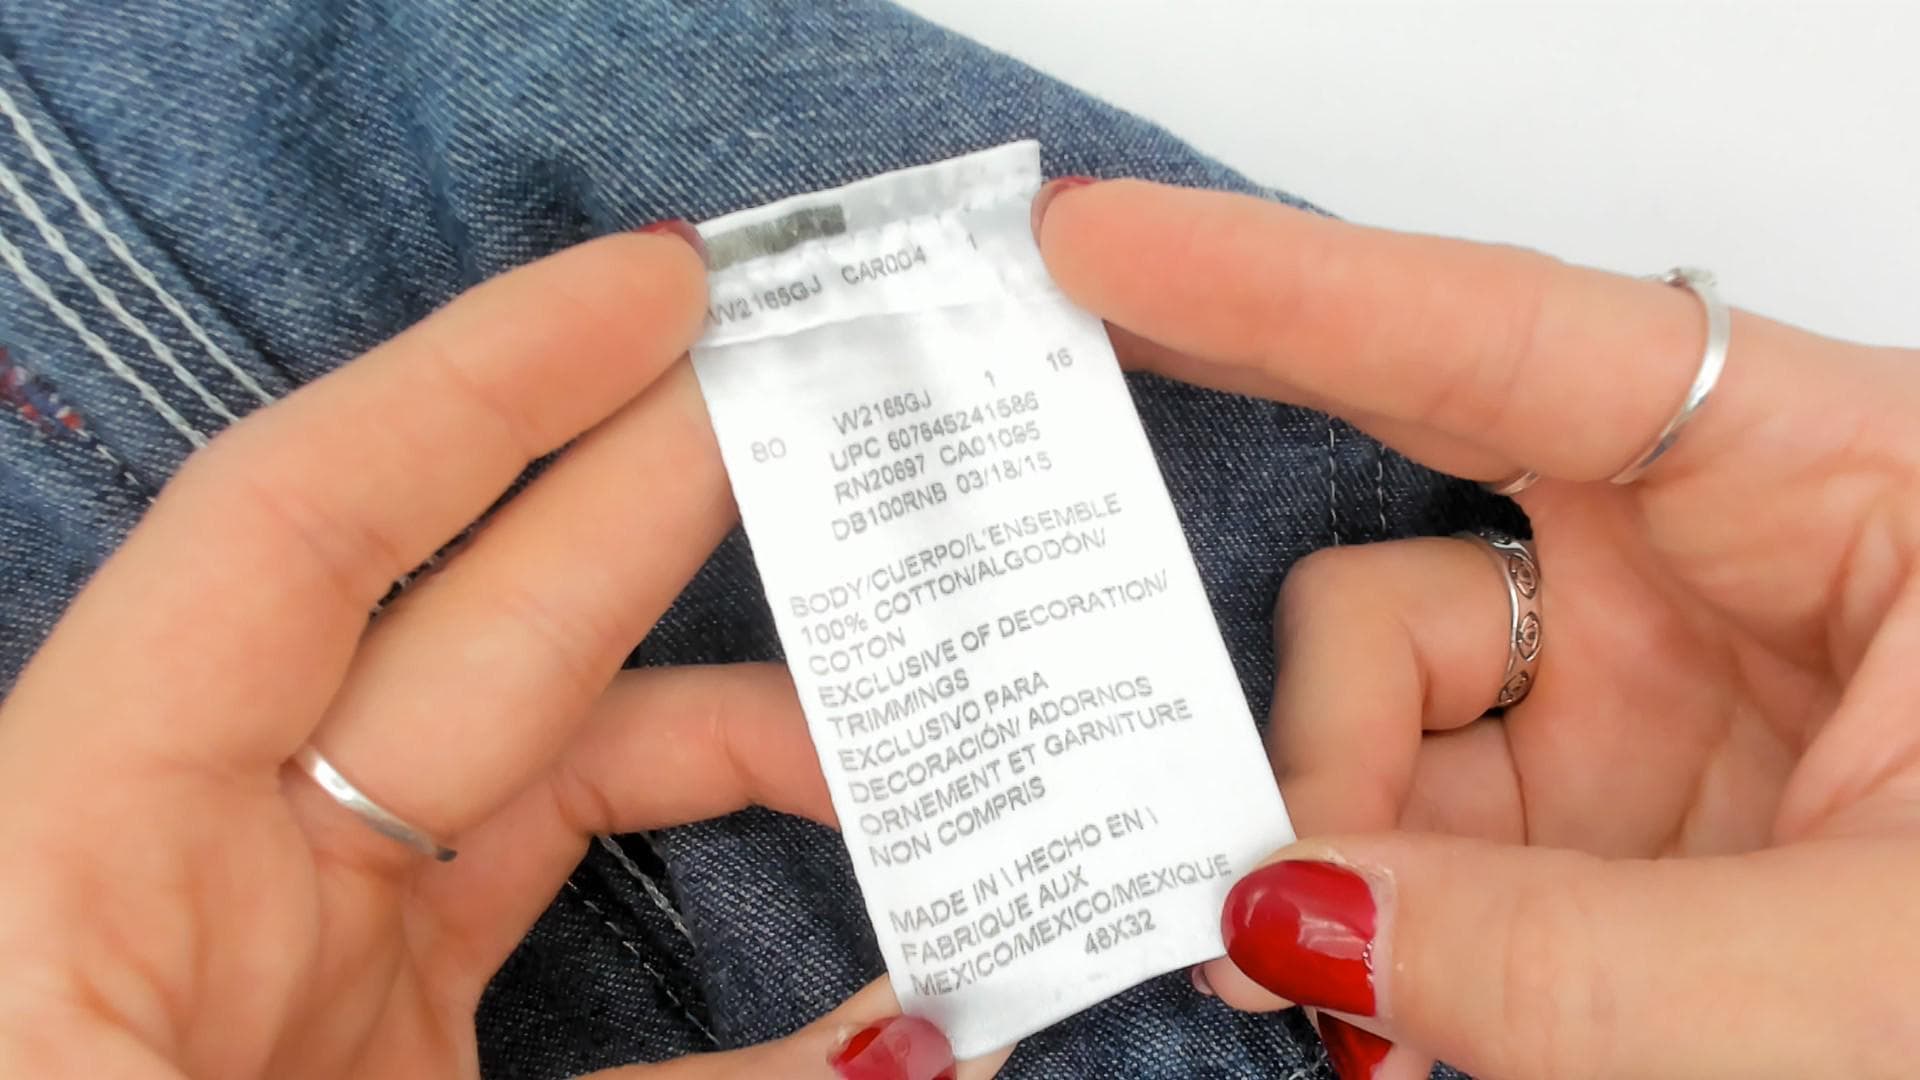 W2165GJ CAR004 1
16
1
W2165GJ
80 UPC 607645241586
RN20697 CA01095
DB100RNB 03/18/15
BODY/CUERPO/L'ENSEMBLE
100% COTTON/ALGODÓN/
COTON
EXCLUSIVE OF DECORATION/
TRIMMINGS
EXCLUSIVO PARA
DECORACIÓN/ ADORNOS
ORNEMENT ET GARNITURE
NON COMPRIS
MADE IN \ HECHO EN \
FABRIQUE AUX
MEXICO/MEXICO/MEXIQUE
48X32